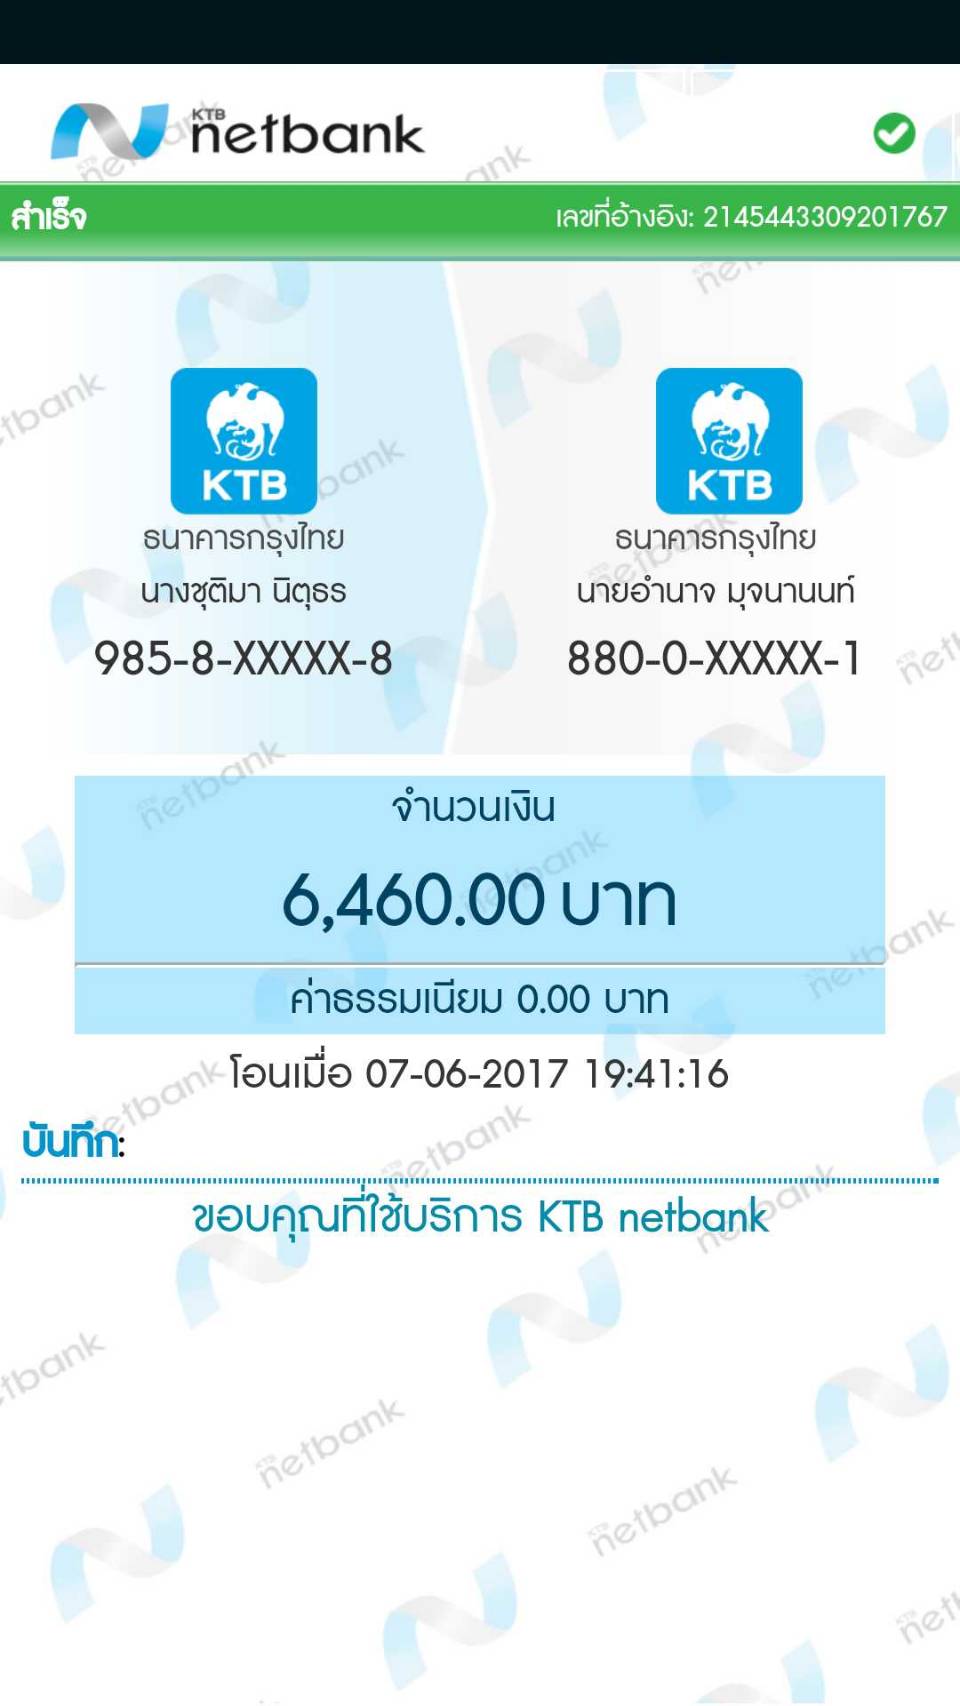 KTB
netbank
สำเร็จ
เลขที่อ้างอิง: 2145443309201767
KTB
KTB
ธนาคารกรุงไทย
ธนาคารกรุงไทย
นางชุติมา นิตุธร
นายอำนาจ มุจนานนท์
985-8-XXXXX-8
880-0-XXXXX-1
จำนวนเงิน
6,460.00 บาท
ค่าธรรมเนียม 0.00 บาท
โอนเมื่อ 07-06-2017 19:41:16
บันทึก:
ขอบคุณที่ใช้บริการ KTB netbank